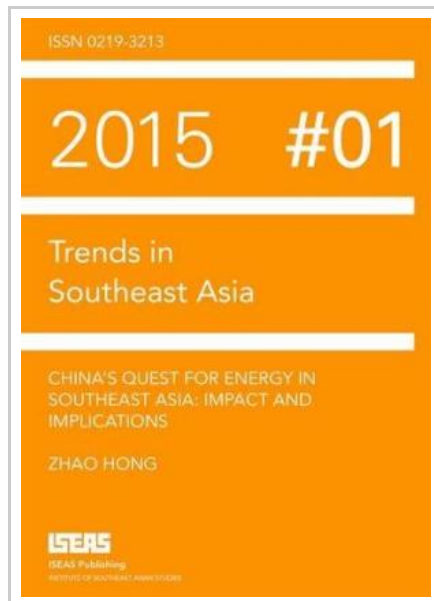 ISSN 0219-3213
2015 #01
Trends in
Southeast Asia
CHINA'S QUEST FOR ENERGY IN
SOUTHEAST ASIA: IMPACT AND
IMPLICATIONS
ZHAO HONG
ISEAS
ISEAS Publishing
INSTITUTE OF SOUTHEAST ASIAN STUDIES